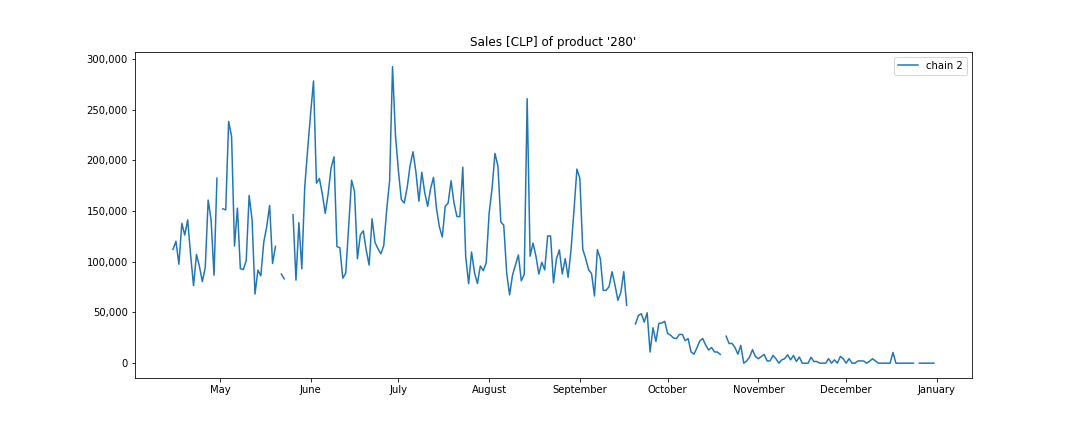 Sales [CLP] of product '280'
chain 2
300,000
250,000
200,000
150,000
100,000
50,000
0
May June July August September October November December January